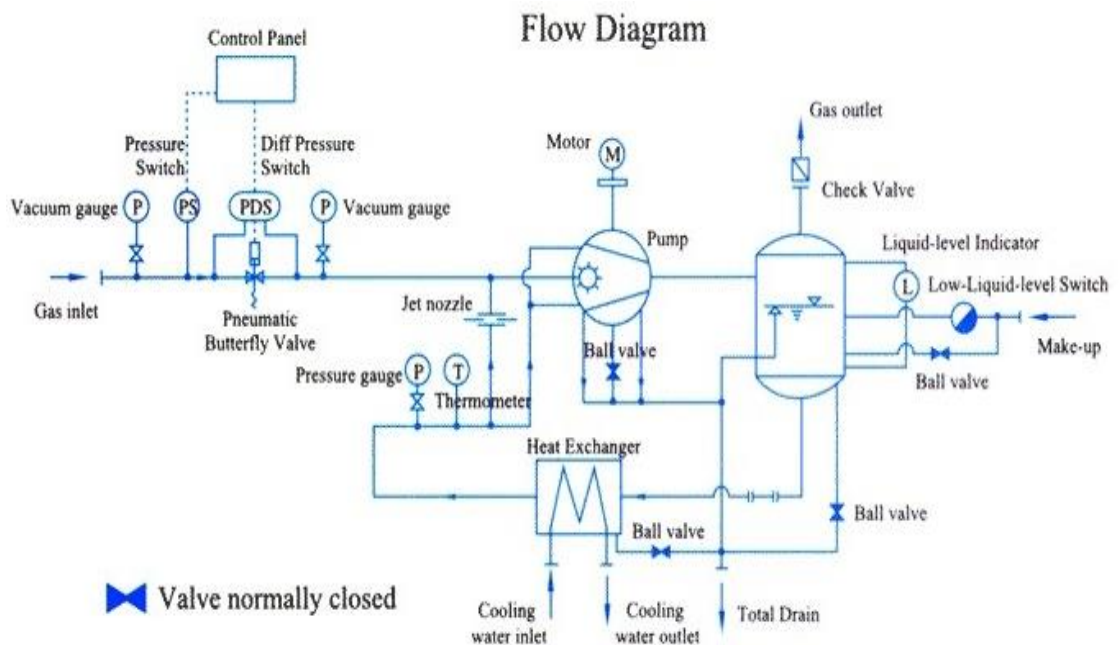 Flow Diagram
Control Panel
Pressure
Switch
Diff Pressure
Switch
Vacuum gauge
P
PS
PDS
P
Vacuum gauge
Gas inlet
Pneumatic
Butterfly Valve
Motor
M
Pump
Gas outlet
Check Valve
Liquid-level Indicator
L
Low-Liquid-level Switch
Make-up
Ball valve
Jet nozzle
Ball valve
Pressure gauge
P
T
Thermometer
Heat Exchanger
Ball valve
Ball valve
Valve normally closed
Cooling
water inlet
Cooling
water outlet
Total Drain